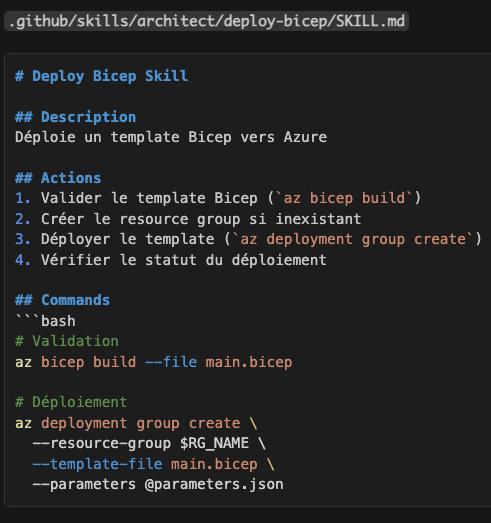 .github/skills/architect/deploy-bicep/SKILL.md
# Deploy Bicep Skill
## Description
Déploie un template Bicep vers Azure
## Actions
1. Valider le template Bicep (`az bicep build`)
2. Créer le resource group si inexistant
3. Déployer le template (`az deployment group create`)
4. Vérifier le statut du déploiement
## Commands
```bash
# Validation
az bicep build --file main.bicep
# Déploiement
az deployment group create \
--resource-group $RG_NAME \
--template-file main.bicep \
--parameters @parameters.json